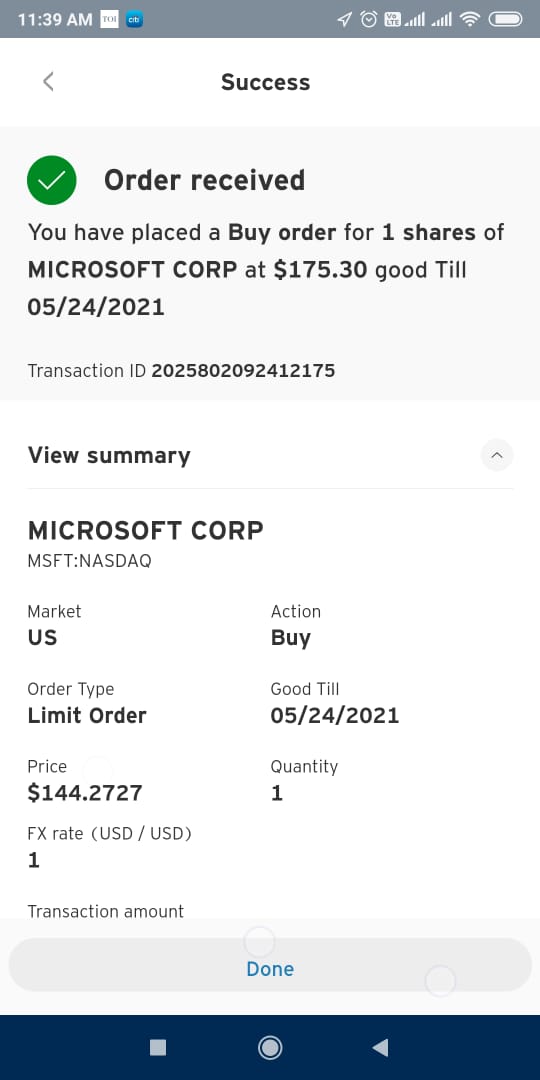 11:39 AM TOI citi Vo LTE
Success
Order received
You have placed a Buy order for 1 shares of
MICROSOFT CORP at $175.30 good Till
05/24/2021
Transaction ID 2025802092412175
View summary
MICROSOFT CORP
MSFT:NASDAQ
Market Action
US Buy
Order Type Good Till
Limit Order 05/24/2021
Price Quantity
$144.2727 1
FX rate (USD / USD)
1
Transaction amount
Done